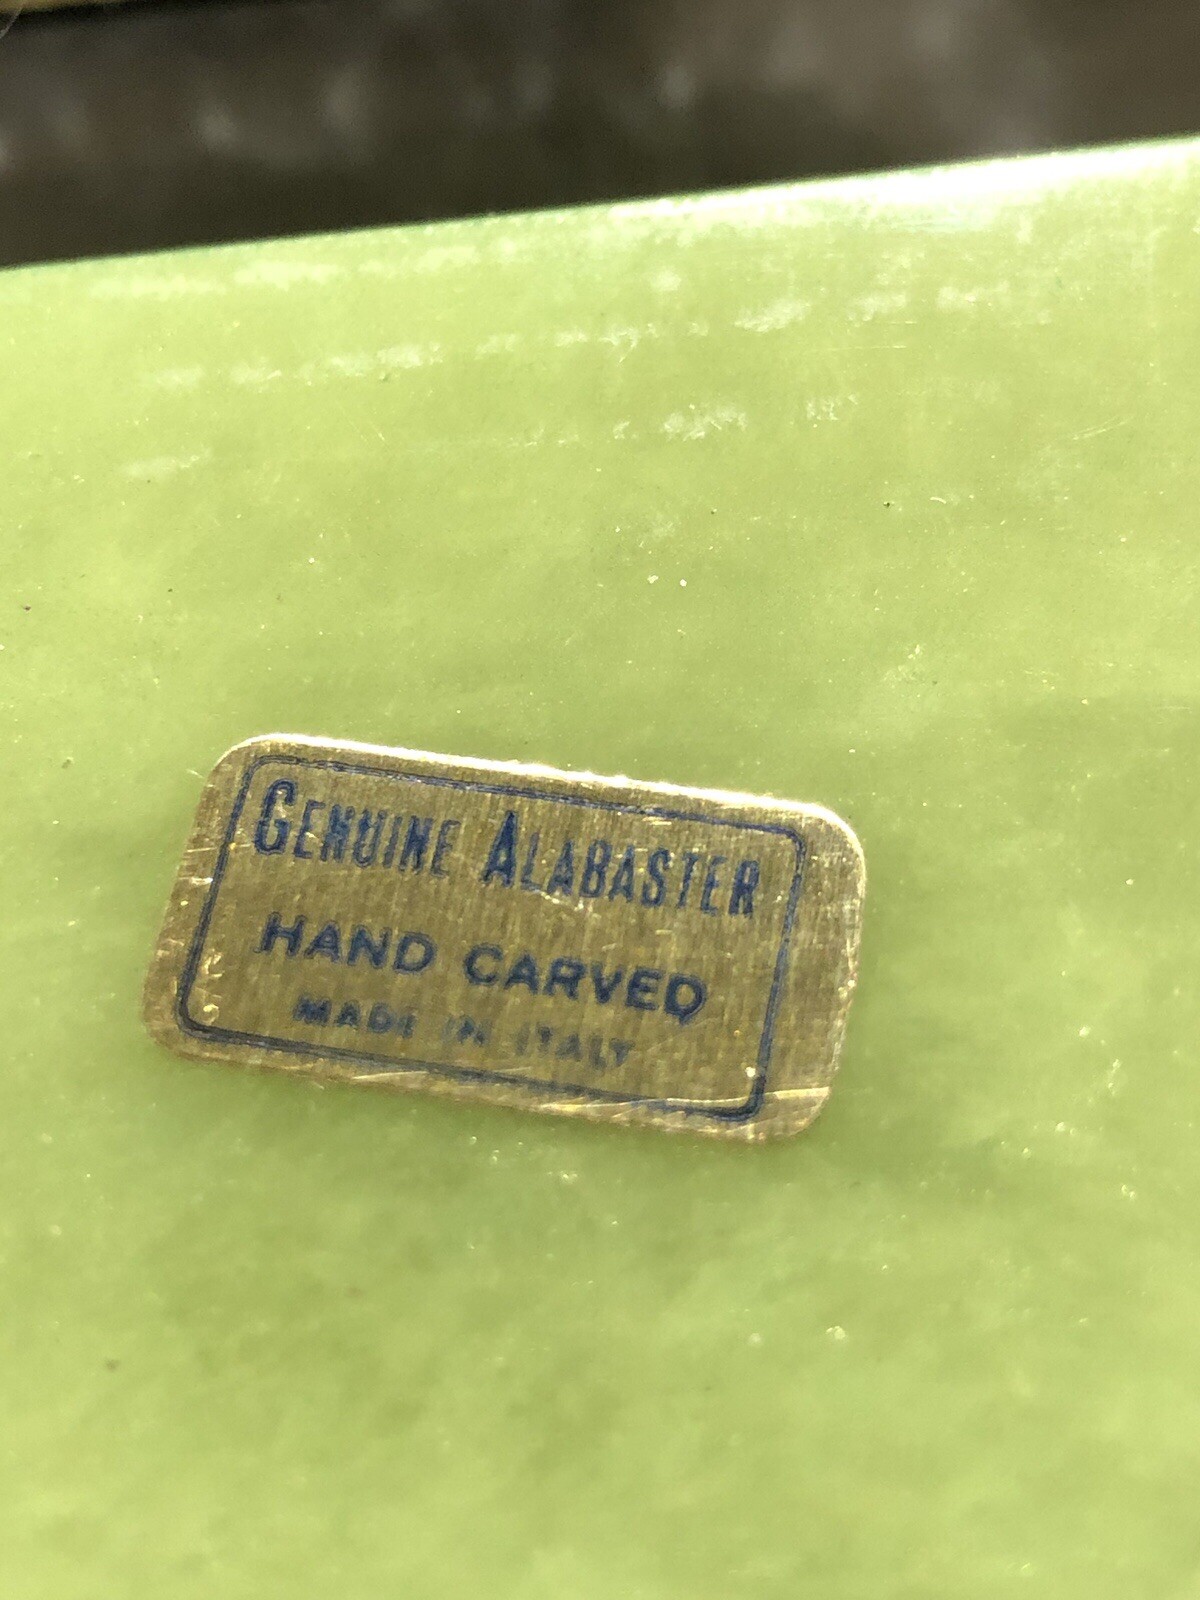 GENUINE ALABASTER
HAND CARVED
MADE IN ITALY